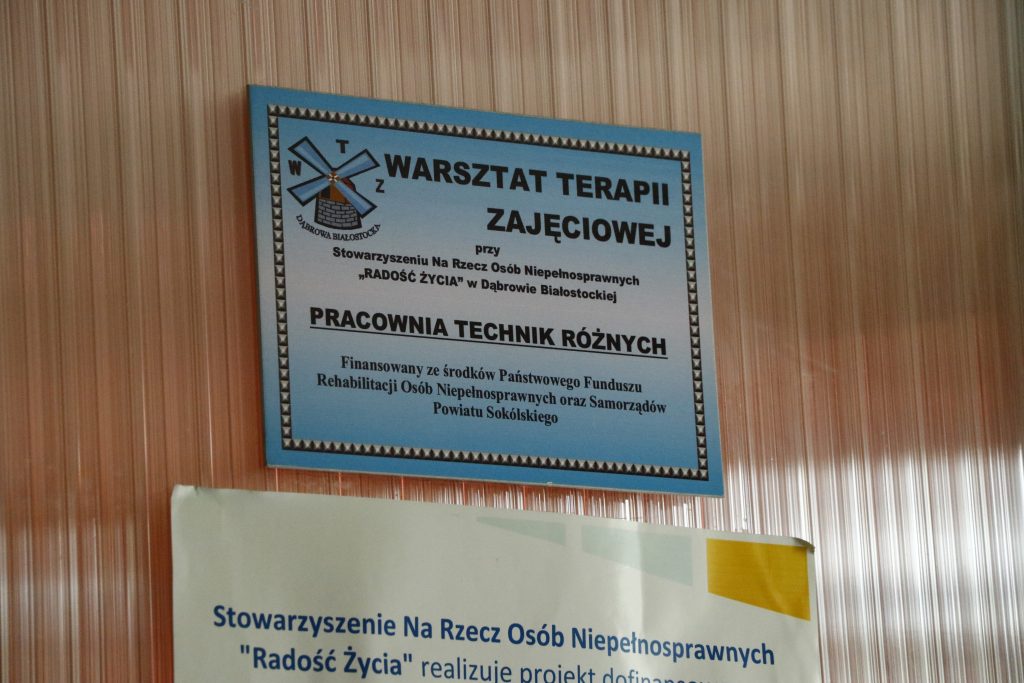 W T Z
DĄBROWA BIAŁOSTOCKA
WARSZTAT TERAPII
ZAJĘCIOWEJ
przy
Stowarzyszeniu Na Rzecz Osób Niepełnosprawnych
„RADOŚĆ ŻYCIA” w Dąbrowie Białostockiej
PRACOWNIA TECHNIK RÓŻNYCH
Finansowany ze środków Państwowego Funduszu
Rehabilitacji Osób Niepełnosprawnych oraz Samorządów
Powiatu Sokólskiego
Stowarzyszenie Na Rzecz Osób Niepełnosprawnych
"Radość Życia" realizuje projekt